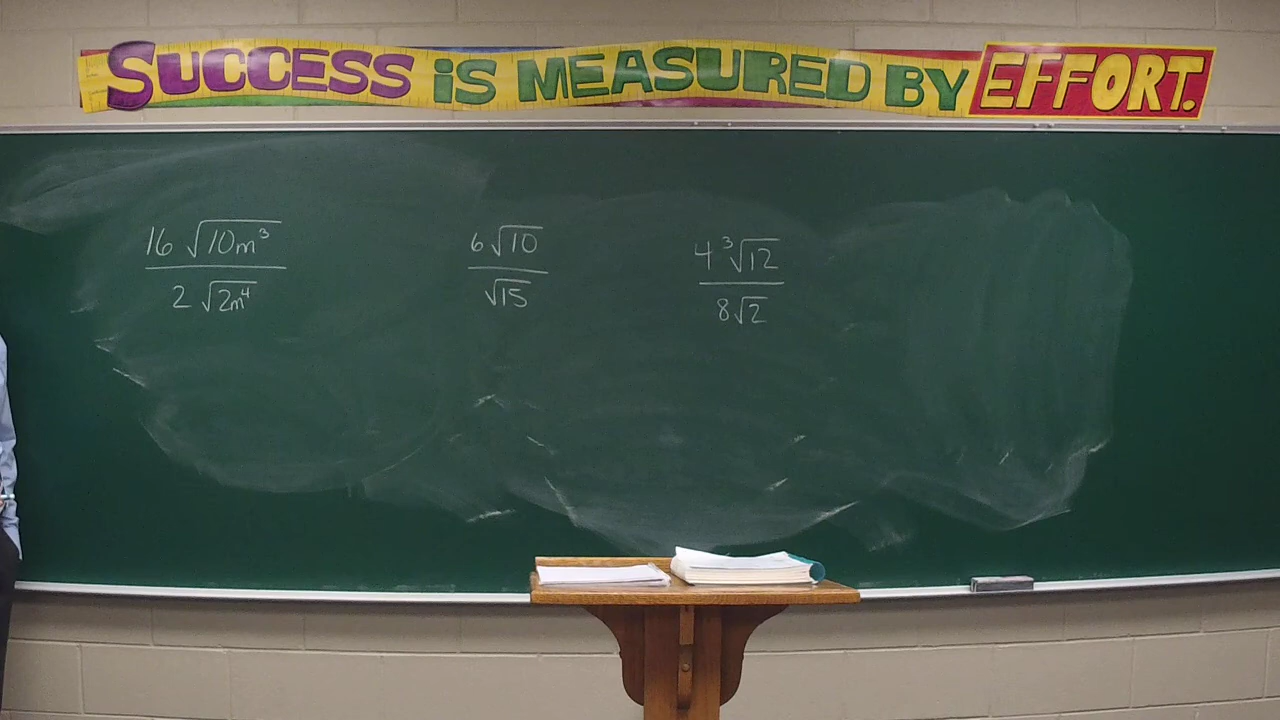 SUCCESS iS MEASURED BY EFFORT.
16 √10m³
2 √2m⁴
6 √10
√15
4 ³√12
8√2